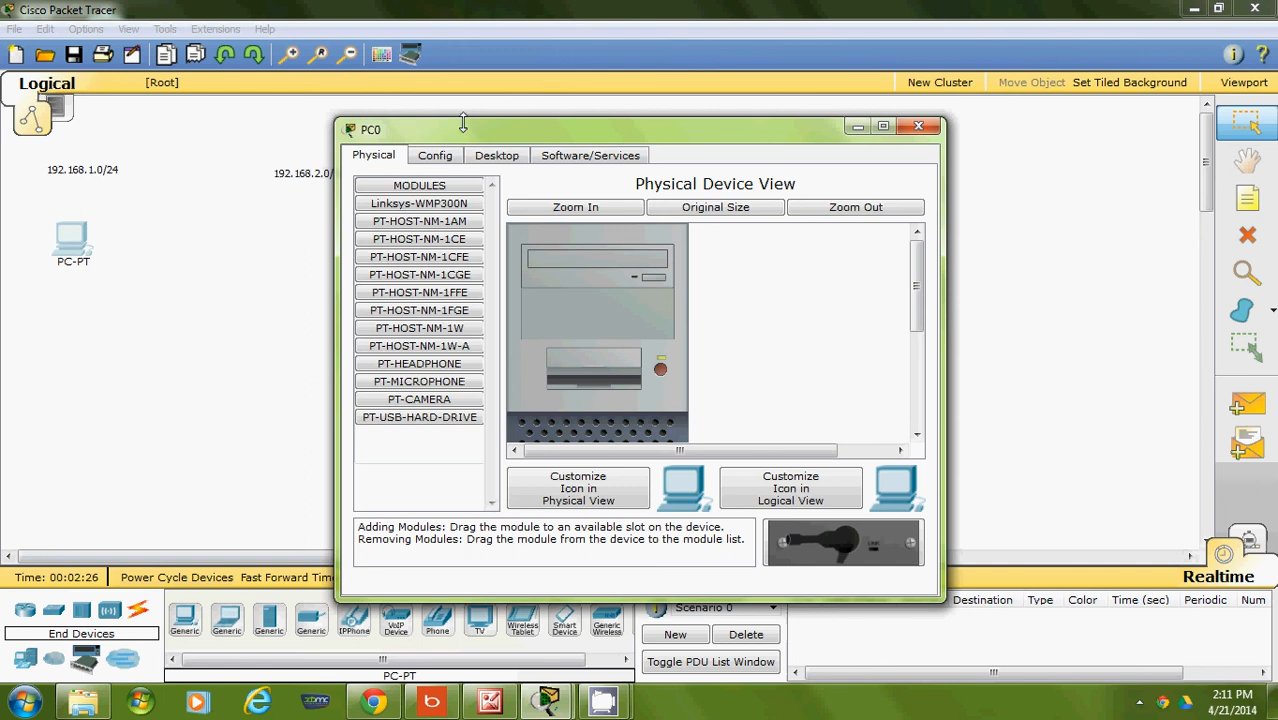 Cisco Packet Tracer
File Edit Options View Tools Extensions Help
Logical [Root] New Cluster Move Object Set Tiled Background Viewport
192.168.1.0/24
192.168.2.0/
PC-PT
PC0
Physical Config Desktop Software/Services
MODULES
Linksys-WMP300N
PT-HOST-NM-1AM
PT-HOST-NM-1CE
PT-HOST-NM-1CFE
PT-HOST-NM-1CGE
PT-HOST-NM-1FFE
PT-HOST-NM-1FGE
PT-HOST-NM-1W
PT-HOST-NM-1W-A
PT-HEADPHONE
PT-MICROPHONE
PT-CAMERA
PT-USB-HARD-DRIVE
Physical Device View
Zoom In Original Size Zoom Out
Customize
Icon in
Physical View
Customize
Icon in
Logical View
Adding Modules: Drag the module to an available slot on the device.
Removing Modules: Drag the module from the device to the module list.
Time: 00:02:26 Power Cycle Devices Fast Forward Tim
Realtime
End Devices
Generic Generic Generic Generic IPPhone VoIP Device Phone TV Wireless Tablet Smart Device Generic Wireless
PC-PT
Scenario 0
New Delete
Toggle PDU List Window
Destination Type Color Time (sec) Periodic Num
2:11 PM
4/21/2014